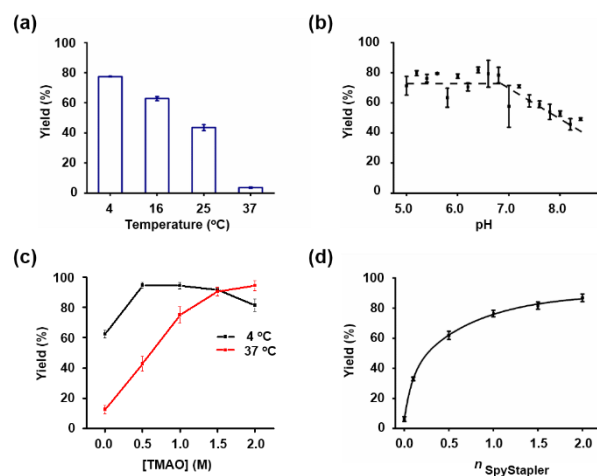 (a)
100
80
60
40
20
0
Yield (%)
4 16 25 37
Temperature (ºC)
(b)
100
80
60
40
20
0
Yield (%)
5.0 6.0 7.0 8.0
pH
(c)
100
80
60
40
20
0
Yield (%)
4 ºC
37 ºC
0.0 0.5 1.0 1.5 2.0
[TMAO] (M)
(d)
100
80
60
40
20
0
Yield (%)
0.0 0.5 1.0 1.5 2.0
n SpyStapler